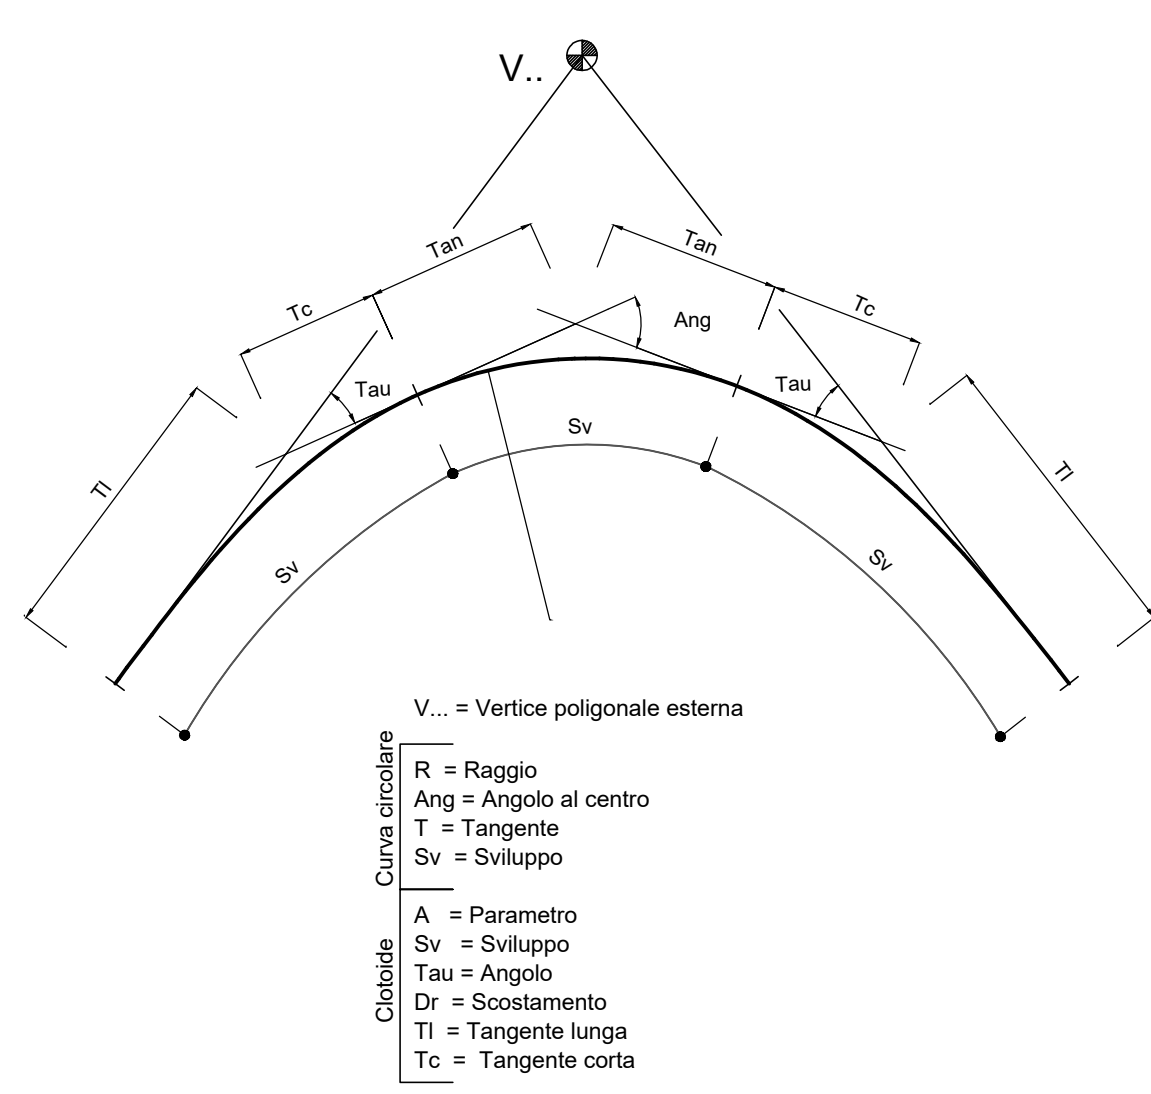 V..
Tan
Tan
Tc
Tc
Ang
Tau
Tau
Sv
Tl
Tl
Sv
Sv
V... = Vertice poligonale esterna
Curva circolare
R = Raggio
Ang = Angolo al centro
T = Tangente
Sv = Sviluppo
Clotoide
A = Parametro
Sv = Sviluppo
Tau = Angolo
Dr = Scostamento
Tl = Tangente lunga
Tc = Tangente corta